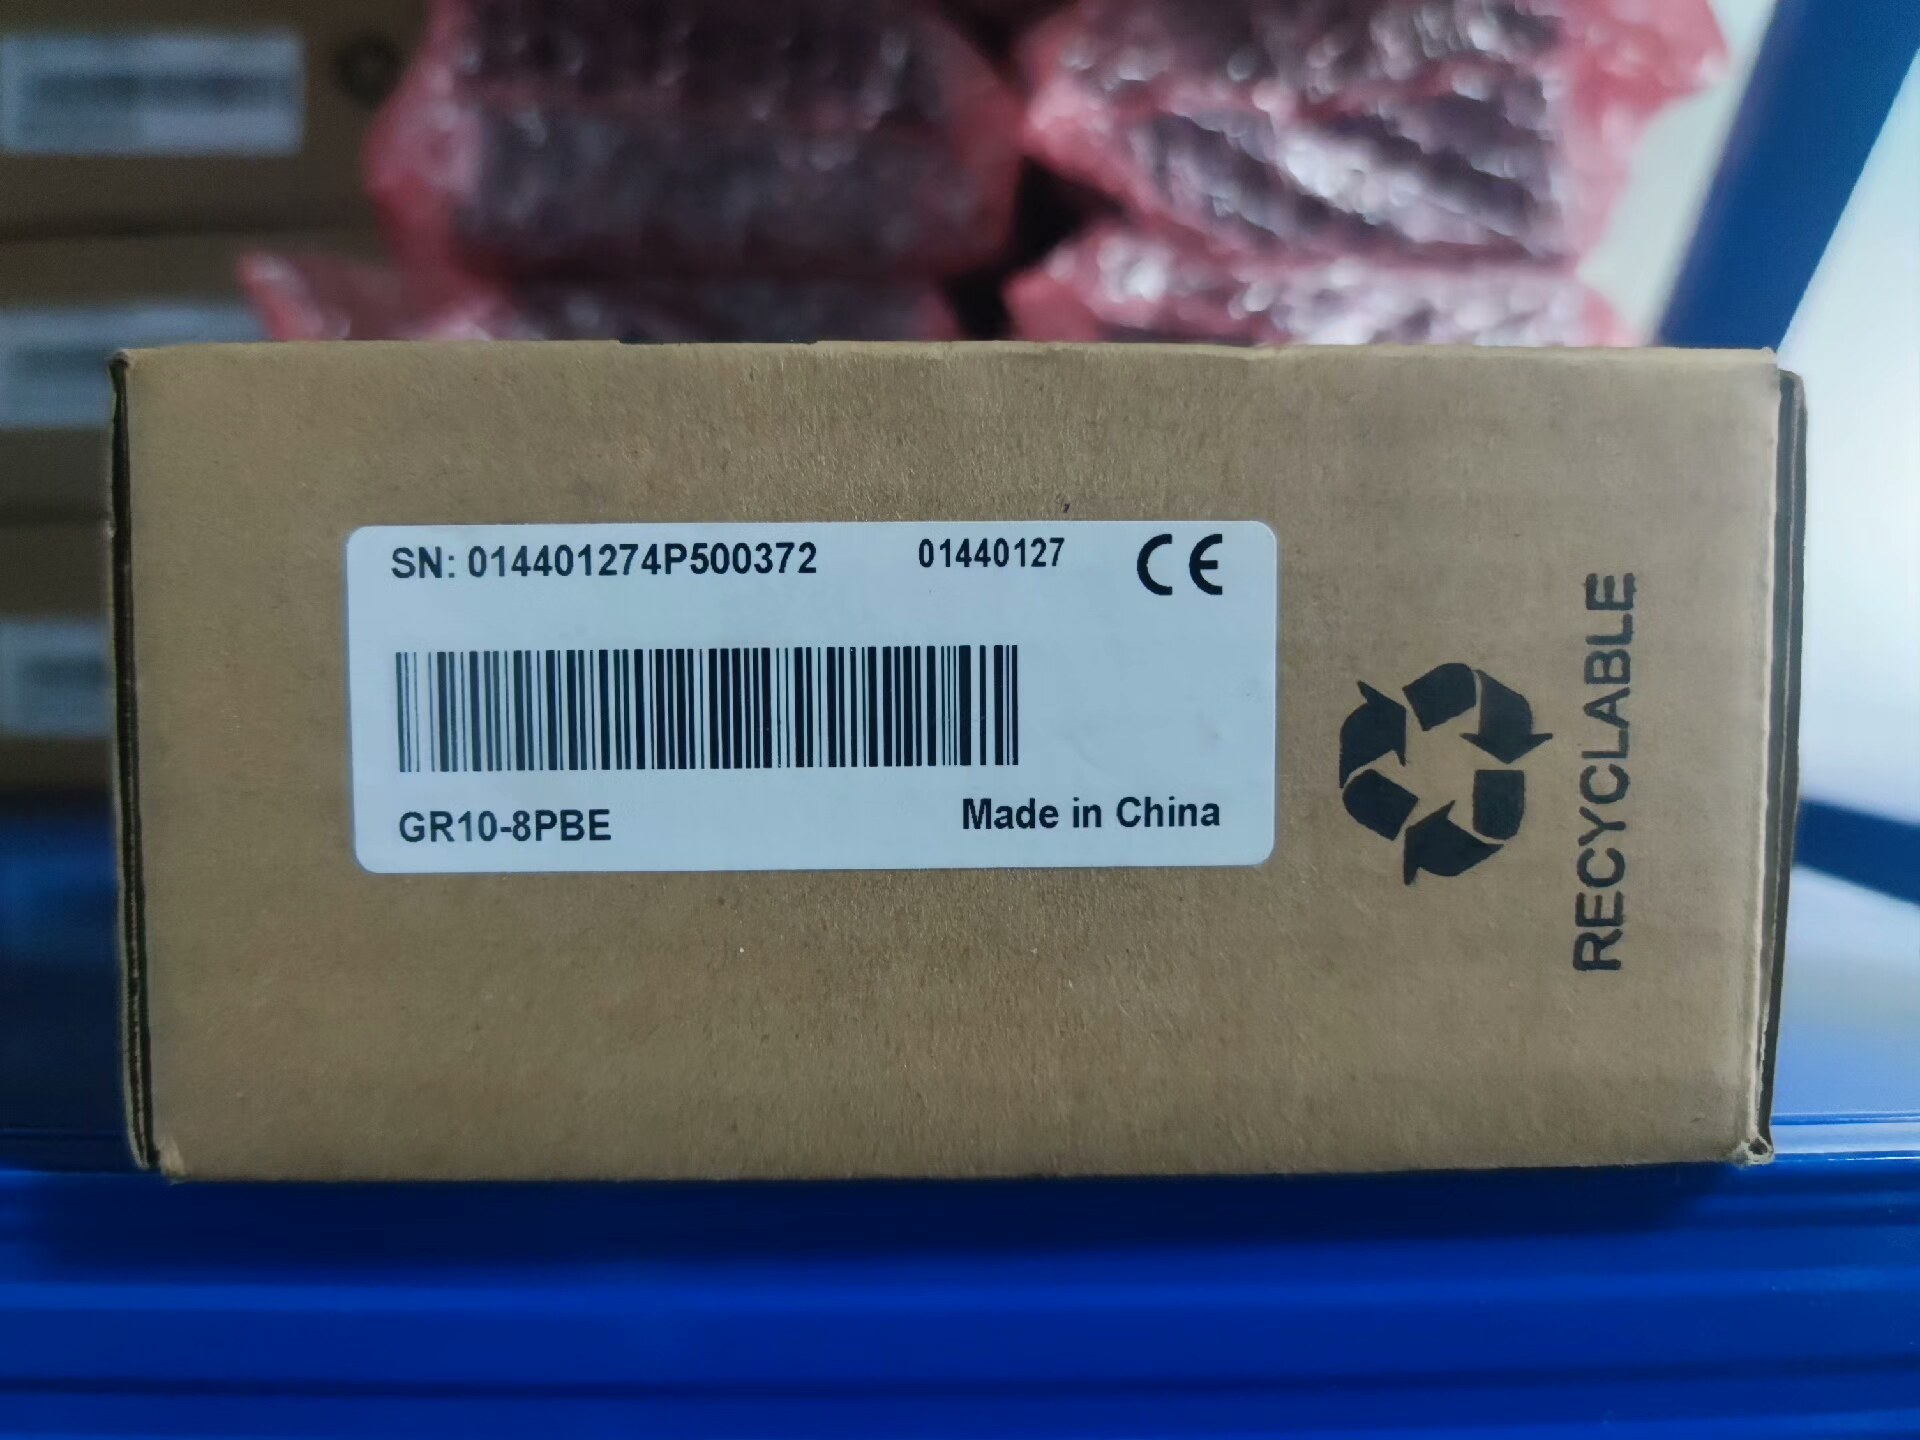 SN: 014401274P500372 01440127 CE
GR10-8PBE Made in China
RECYCLABLE